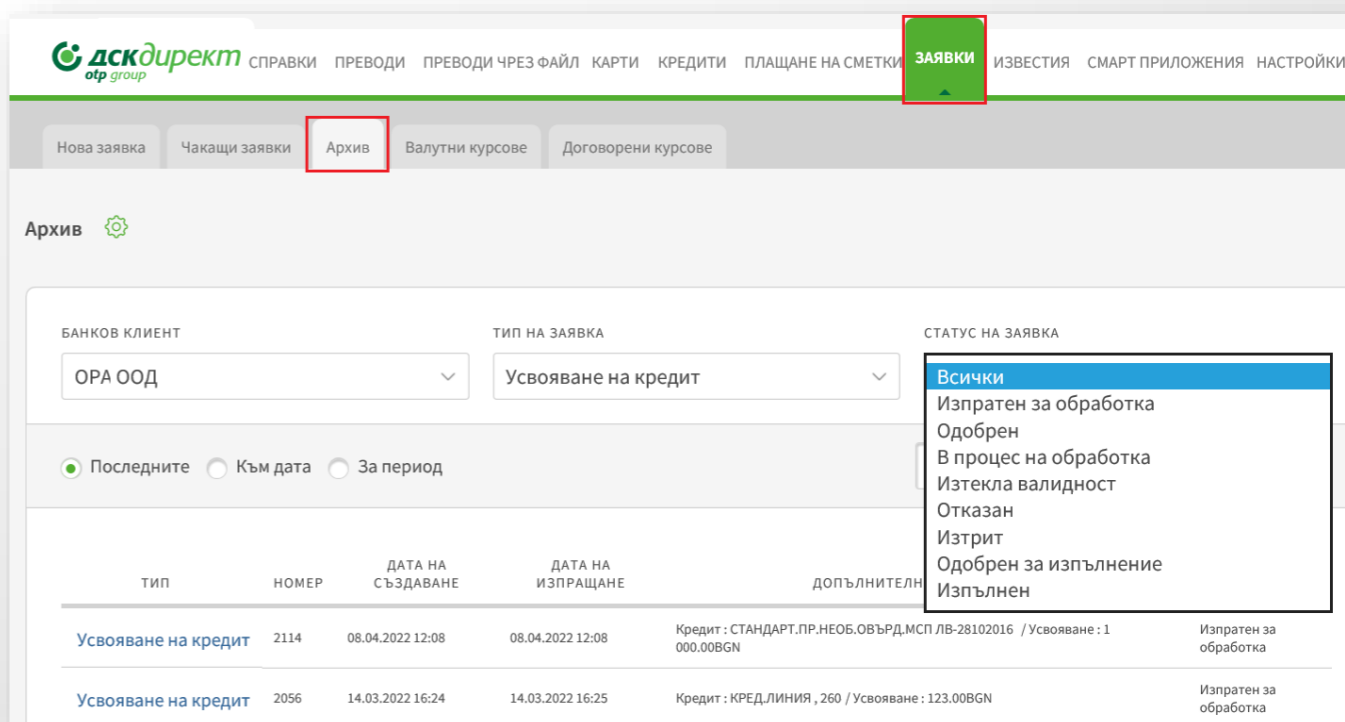 дскдирект
otp group
СПРАВКИ ПРЕВОДИ ПРЕВОДИ ЧРЕЗ ФАЙЛ КАРТИ КРЕДИТИ ПЛАЩАНЕ НА СМЕТКИ ЗАЯВКИ ИЗВЕСТИЯ СМАРТ ПРИЛОЖЕНИЯ НАСТРОЙКИ
Нова заявка Чакащи заявки Архив Валутни курсове Договорени курсове
Архив
БАНКОВ КЛИЕНТ ТИП НА ЗАЯВКА СТАТУС НА ЗАЯВКА
ОРА ООД Усвояване на кредит
Всички
Изпратен за обработка
Одобрен
В процес на обработка
Изтекла валидност
Отказан
Изтрит
Одобрен за изпълнение
Изпълнен
Последните Към дата За период
ТИП НОМЕР ДАТА НА СЪЗДАВАНЕ ДАТА НА ИЗПРАЩАНЕ ДОПЪЛНИТЕЛН
Усвояване на кредит 2114 08.04.2022 12:08 08.04.2022 12:08 Кредит : СТАНДАРТ.ПР.НЕОБ.ОВЪРД.МСП ЛВ-28102016 / Усвояване : 1 000.00BGN Изпратен за обработка
Усвояване на кредит 2056 14.03.2022 16:24 14.03.2022 16:25 Кредит : КРЕД.ЛИНИЯ , 260 / Усвояване : 123.00BGN Изпратен за обработка